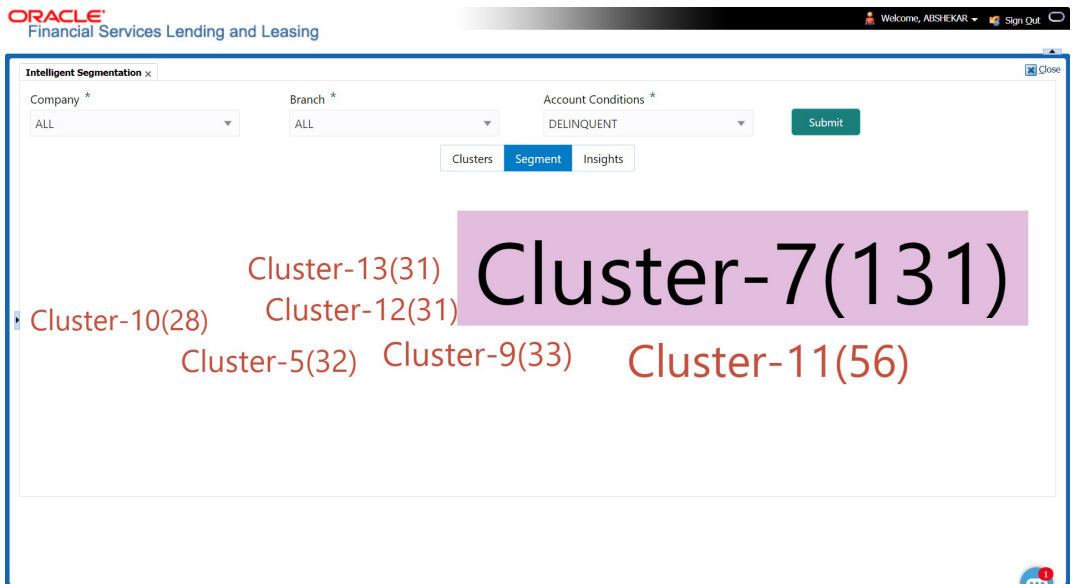 ORACLE®
Financial Services Lending and Leasing
Welcome, ABSHEKAR
Sign Out
Intelligent Segmentation x
Close
Company *
Branch *
Account Conditions *
ALL
ALL
DELINQUENT
Submit
Clusters
Segment
Insights
Cluster-7(131)
Cluster-13(31)
Cluster-12(31)
Cluster-10(28)
Cluster-5(32)
Cluster-9(33)
Cluster-11(56)
1